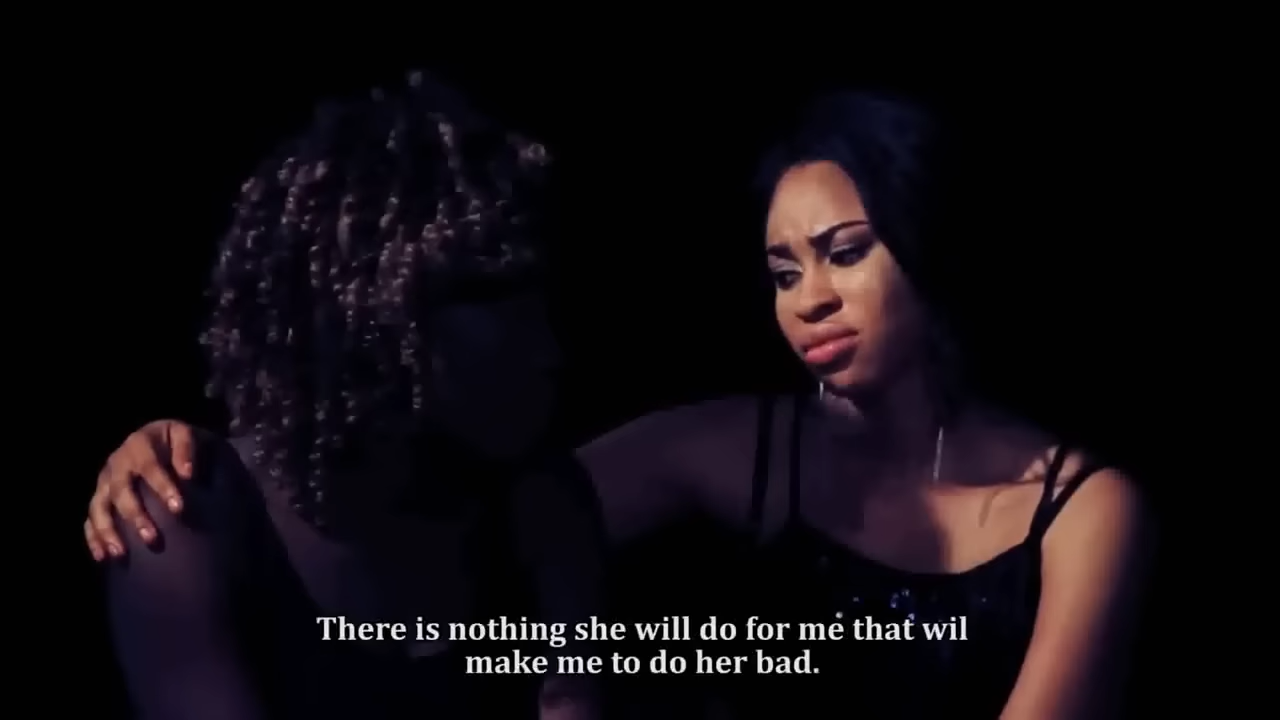 There is nothing she will do for me that wil
make me to do her bad.